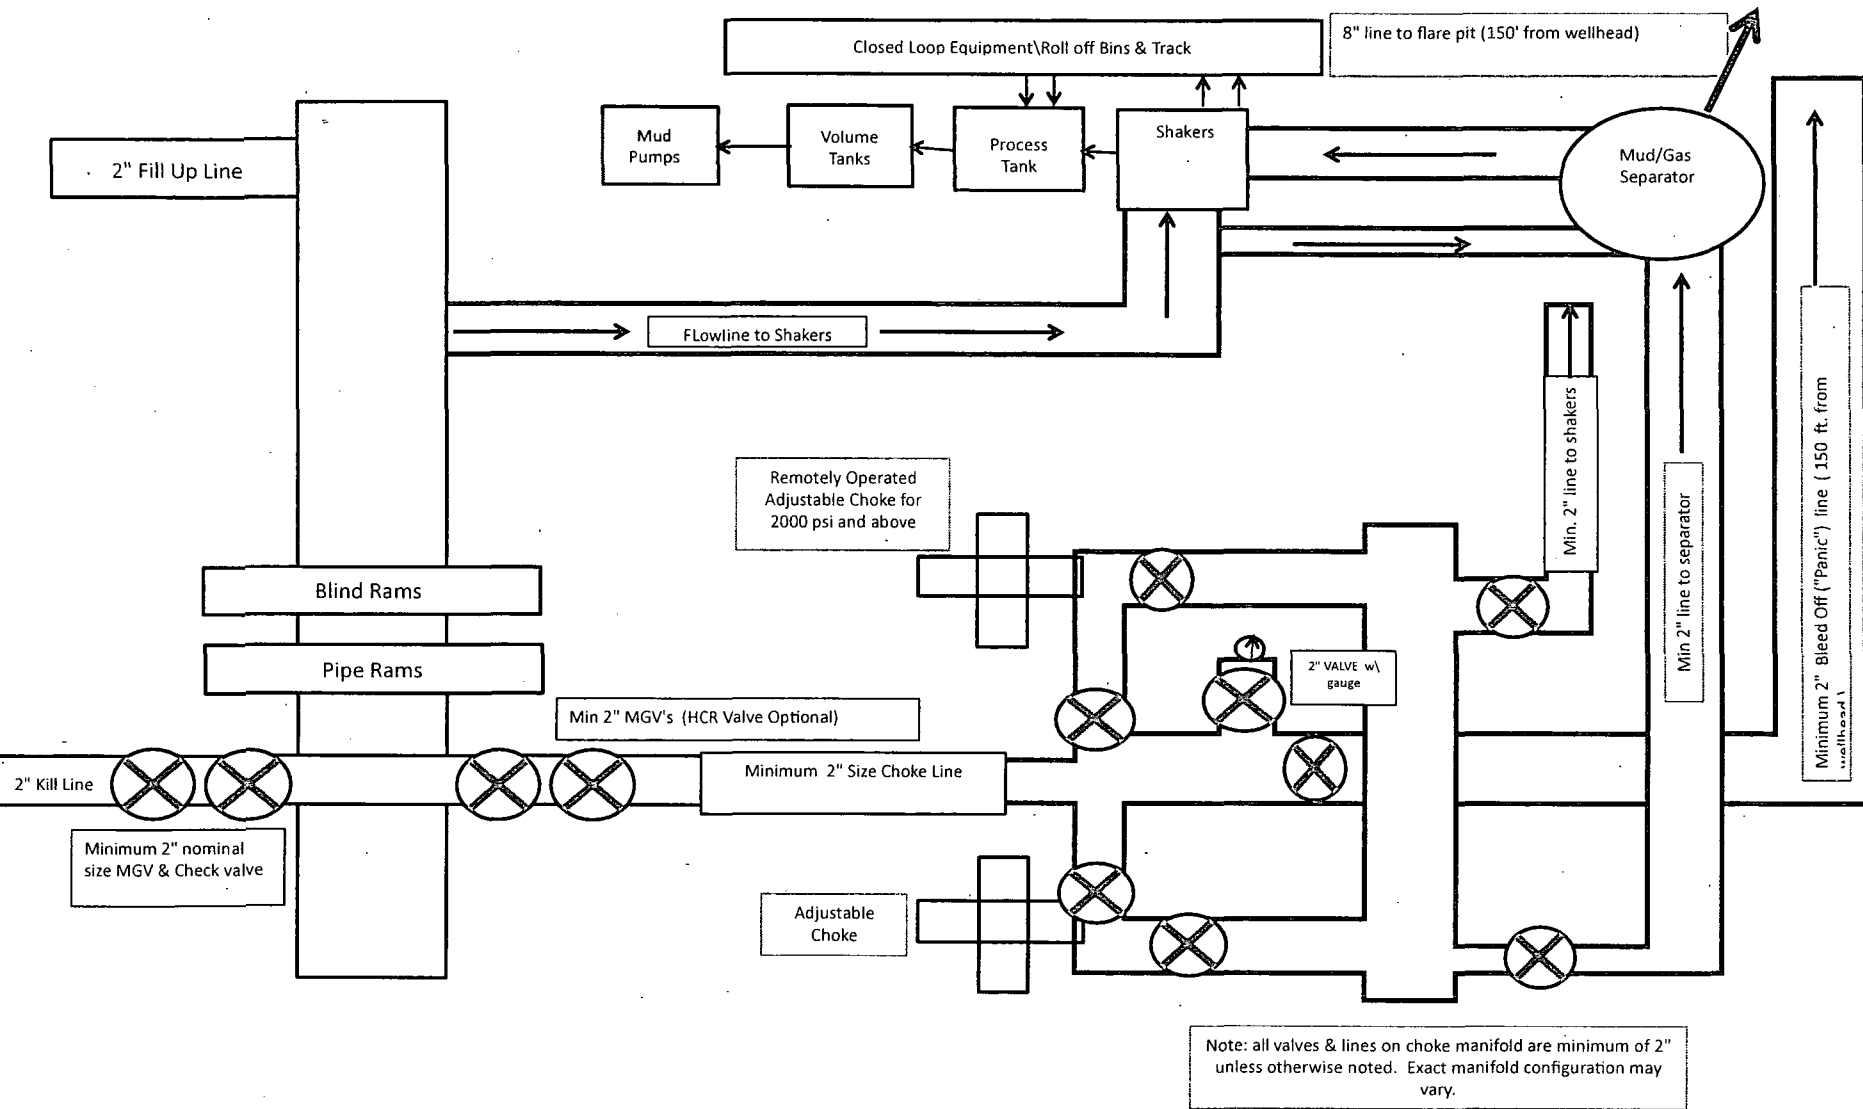 Closed Loop Equipment\Roll off Bins & Track
8" line to flare pit (150' from wellhead)
2" Fill Up Line
Mud
Pumps
Volume
Tanks
Process
Tank
Shakers
Mud/Gas
Separator
FLowline to Shakers
Remotely Operated
Adjustable Choke for
2000 psi and above
Min. 2" line to shakers
Min 2" line to separator
Minimum 2" Bleed Off ("Panic") line ( 150 ft. from
wellhead)
Blind Rams
Pipe Rams
2" VALVE w\
gauge
Min 2" MGV's (HCR Valve Optional)
2" Kill Line
Minimum 2" Size Choke Line
Minimum 2" nominal
size MGV & Check valve
Adjustable
Choke
Note: all valves & lines on choke manifold are minimum of 2"
unless otherwise noted. Exact manifold configuration may
vary.